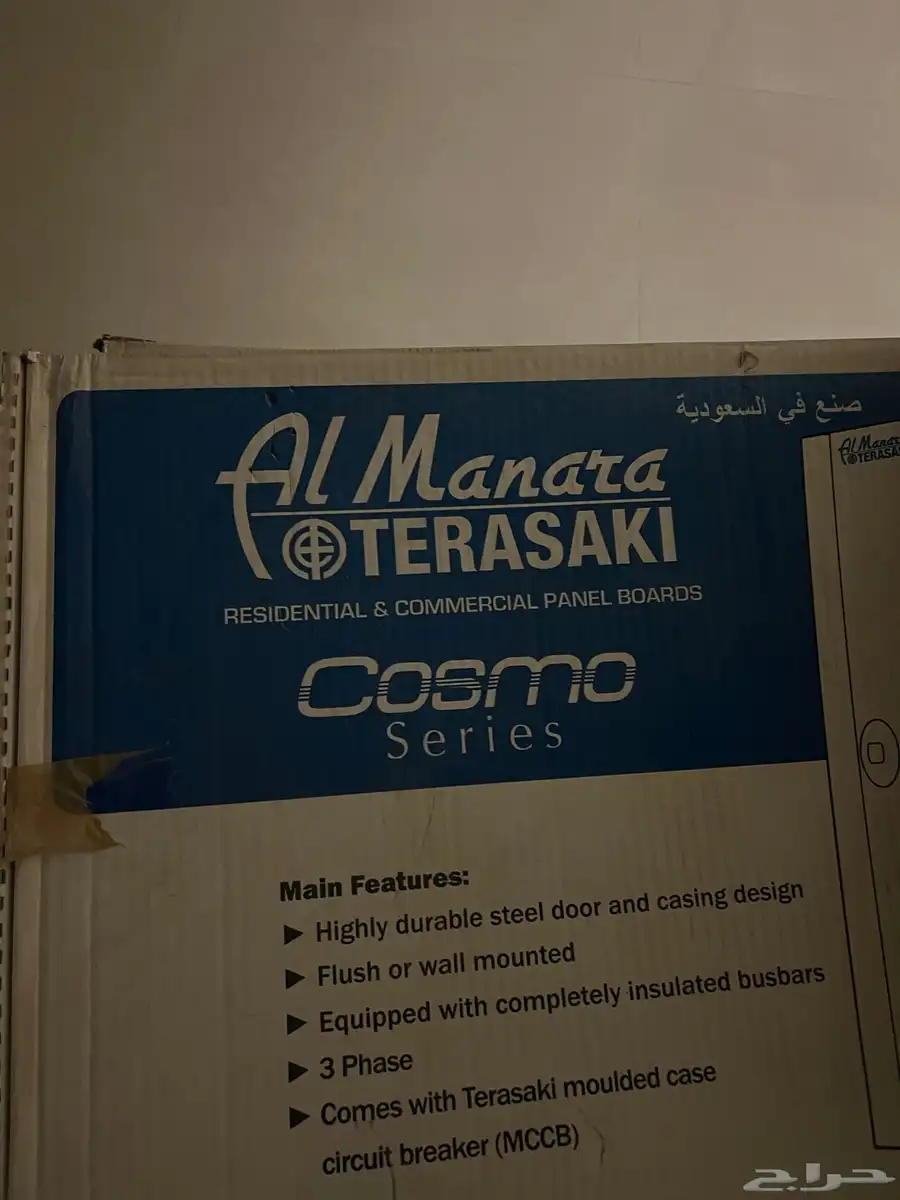 صنع في السعودية
Al Manara
TERASAKI
RESIDENTIAL & COMMERCIAL PANEL BOARDS
Cosmo
Series
Al Manara
TERASAKI
Main Features:
▶ Highly durable steel door and casing design
▶ Flush or wall mounted
▶ Equipped with completely insulated busbars
▶ 3 Phase
▶ Comes with Terasaki moulded case
circuit breaker (MCCB)
حراج